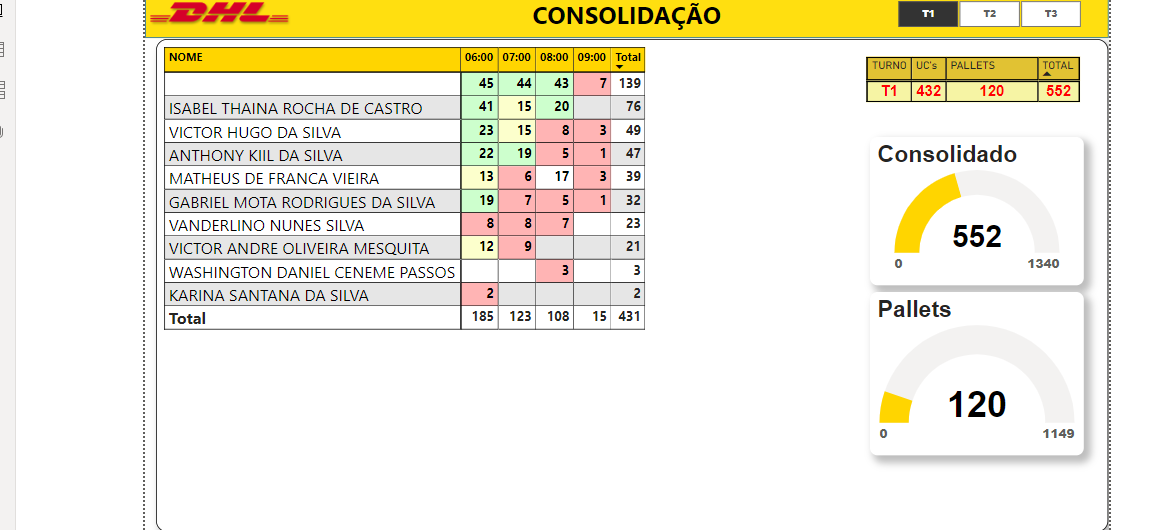 DHL CONSOLIDAÇÃO T1 T2 T3
NOME 06:00 07:00 08:00 09:00 Total
45 44 43 7 139
ISABEL THAINA ROCHA DE CASTRO 41 15 20 76
VICTOR HUGO DA SILVA 23 15 8 3 49
ANTHONY KIIL DA SILVA 22 19 5 1 47
MATHEUS DE FRANCA VIEIRA 13 6 17 3 39
GABRIEL MOTA RODRIGUES DA SILVA 19 7 5 1 32
VANDERLINO NUNES SILVA 8 8 7 23
VICTOR ANDRE OLIVEIRA MESQUITA 12 9 21
WASHINGTON DANIEL CENEME PASSOS 3 3
KARINA SANTANA DA SILVA 2 2
Total 185 123 108 15 431
TURNO UC's PALLETS TOTAL
T1 432 120 552
Consolidado
552
0 1340
Pallets
120
0 1149